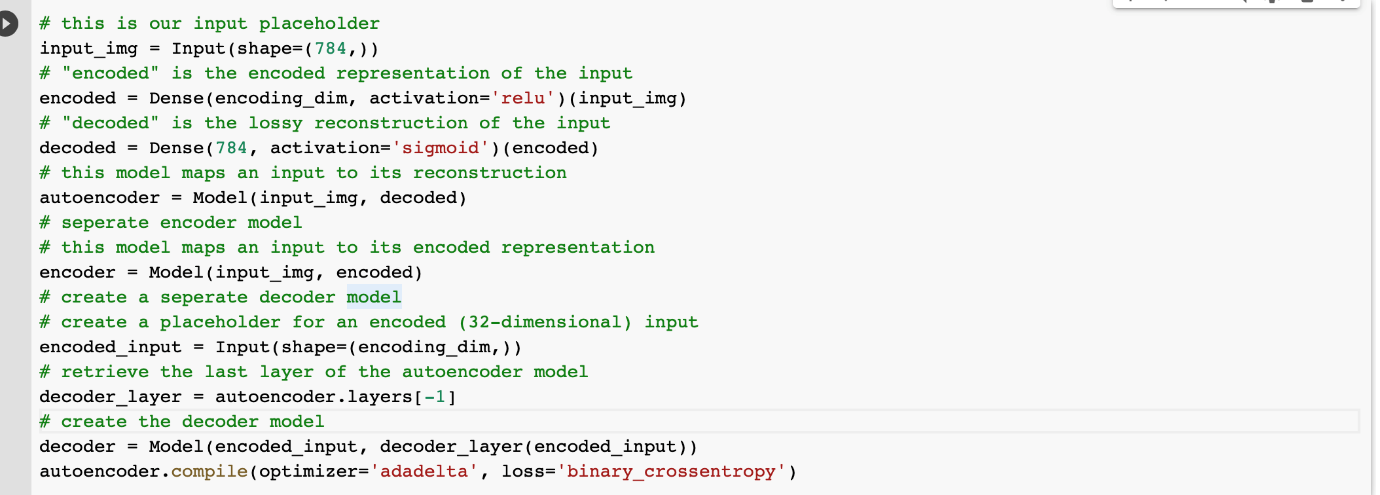 # this is our input placeholder
input_img = Input(shape=(784,))
# "encoded" is the encoded representation of the input
encoded = Dense(encoding_dim, activation='relu')(input_img)
# "decoded" is the lossy reconstruction of the input
decoded = Dense(784, activation='sigmoid')(encoded)
# this model maps an input to its reconstruction
autoencoder = Model(input_img, decoded)
# seperate encoder model
# this model maps an input to its encoded representation
encoder = Model(input_img, encoded)
# create a seperate decoder model
# create a placeholder for an encoded (32-dimensional) input
encoded_input = Input(shape=(encoding_dim,))
# retrieve the last layer of the autoencoder model
decoder_layer = autoencoder.layers[-1]
# create the decoder model
decoder = Model(encoded_input, decoder_layer(encoded_input))
autoencoder.compile(optimizer='adadelta', loss='binary_crossentropy')